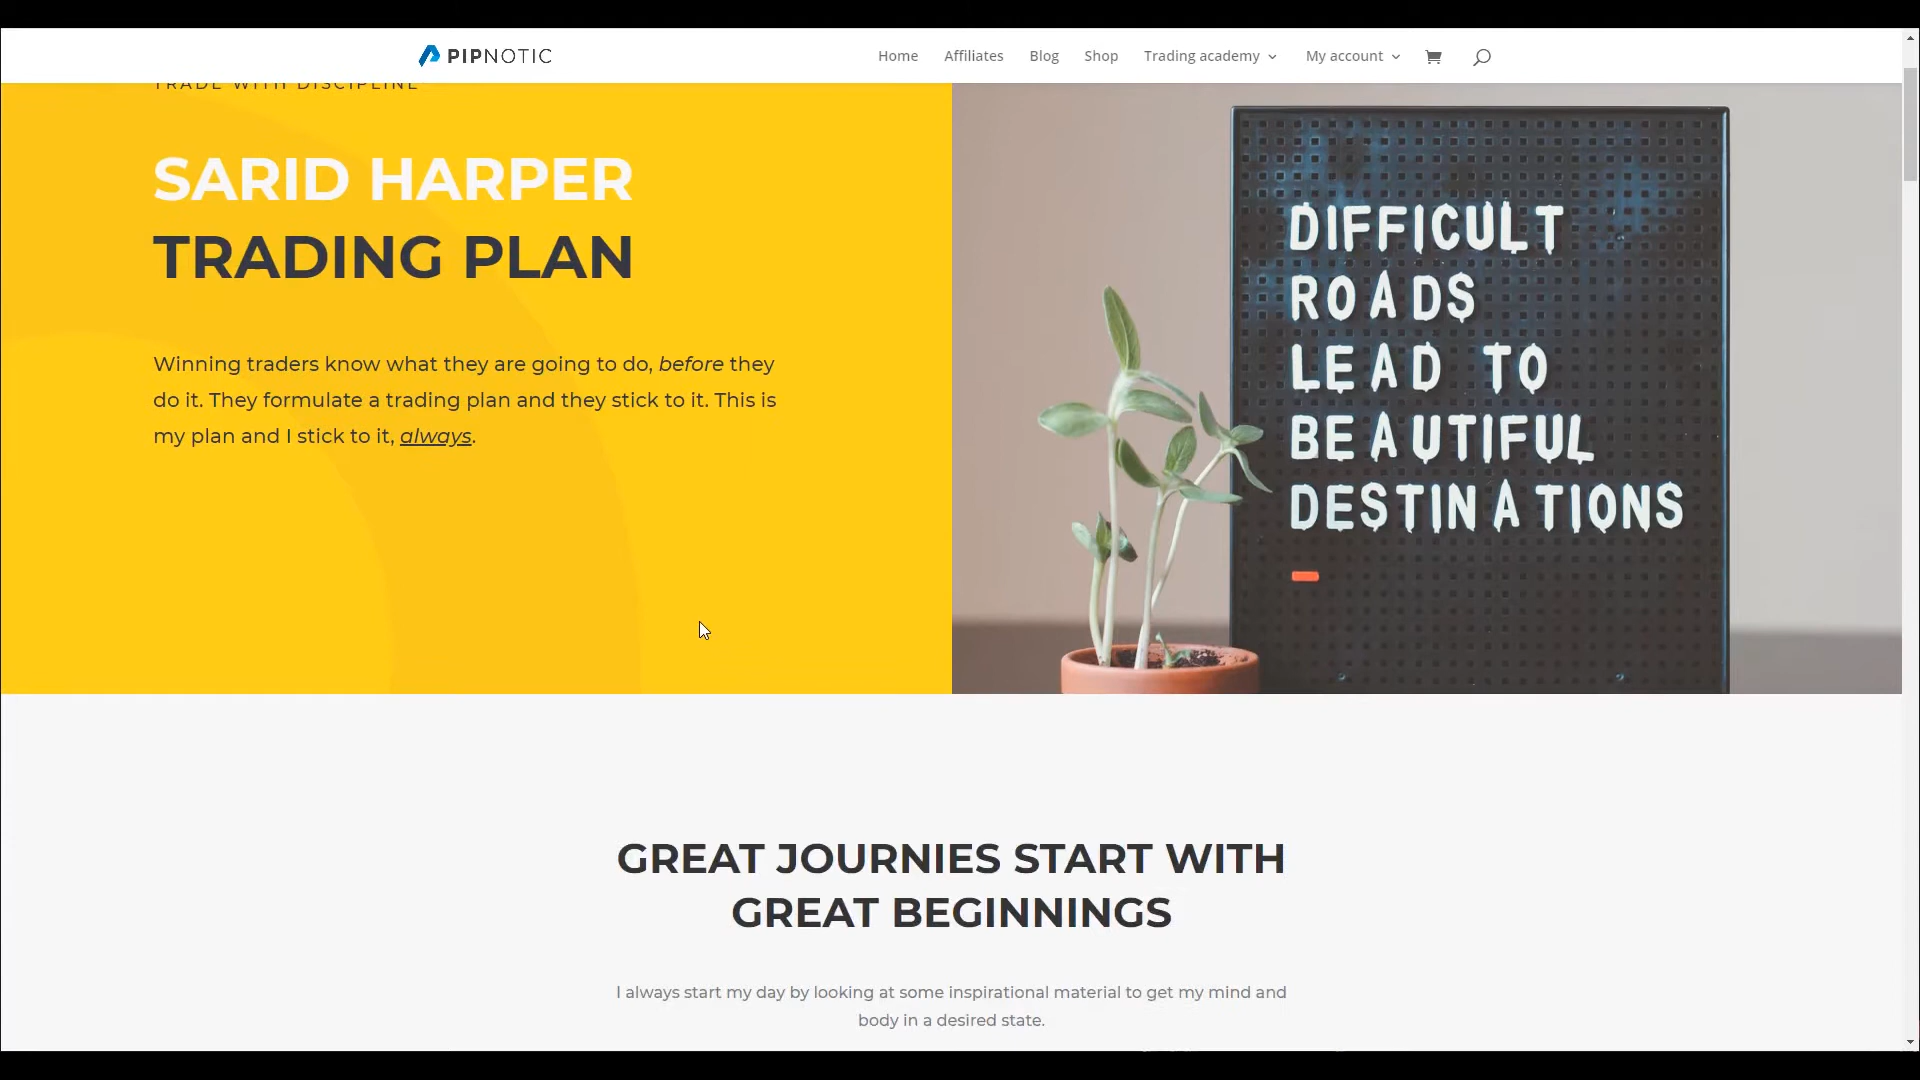 PIPNOTIC
Home
Affiliates
Blog
Shop
Trading academy
My account
TRADE WITH DISCIPLINE
SARID HARPER
TRADING PLAN
Winning traders know what they are going to do, before they
do it. They formulate a trading plan and they stick to it. This is
my plan and I stick to it, always.
DIFFICULT
ROADS
LEAD TO
BEAUTIFUL
DESTINATIONS
GREAT JOURNIES START WITH
GREAT BEGINNINGS
I always start my day by looking at some inspirational material to get my mind and
body in a desired state.